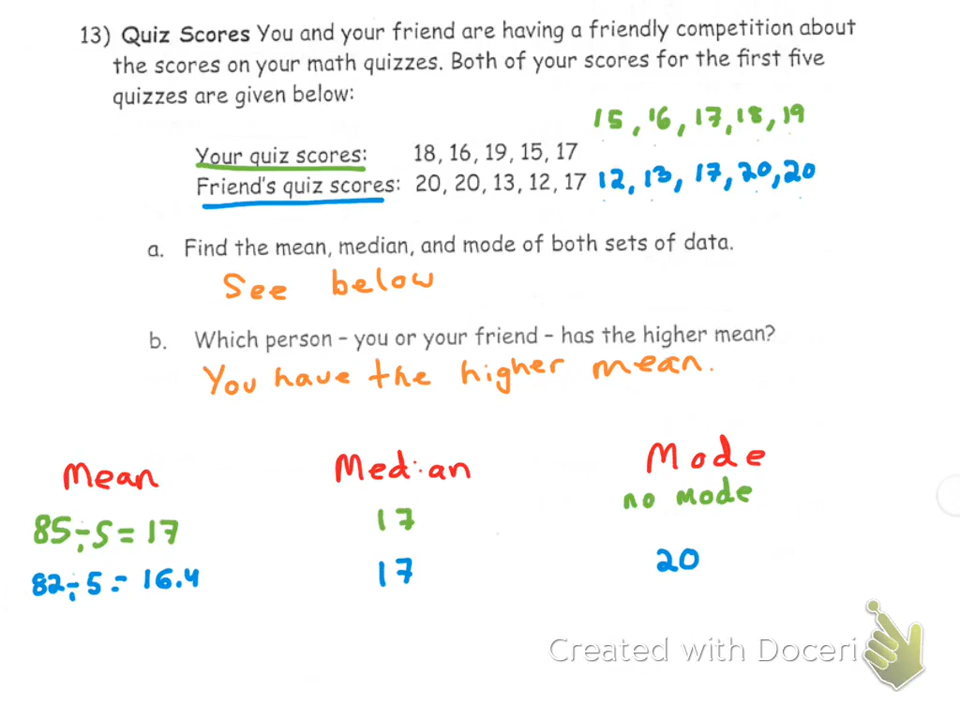 13) Quiz Scores You and your friend are having a friendly competition about
the scores on your math quizzes. Both of your scores for the first five
quizzes are given below:
15, 16, 17, 18, 19
Your quiz scores: 18, 16, 19, 15, 17
Friend's quiz scores: 20, 20, 13, 12, 17 12, 13, 17, 20, 20
a. Find the mean, median, and mode of both sets of data.
See below
b. Which person – you or your friend – has the higher mean?
You have the higher mean.
Mean Median Mode
85÷5=17 17 no mode
82÷5= 16.4 17 20
Created with Doceri